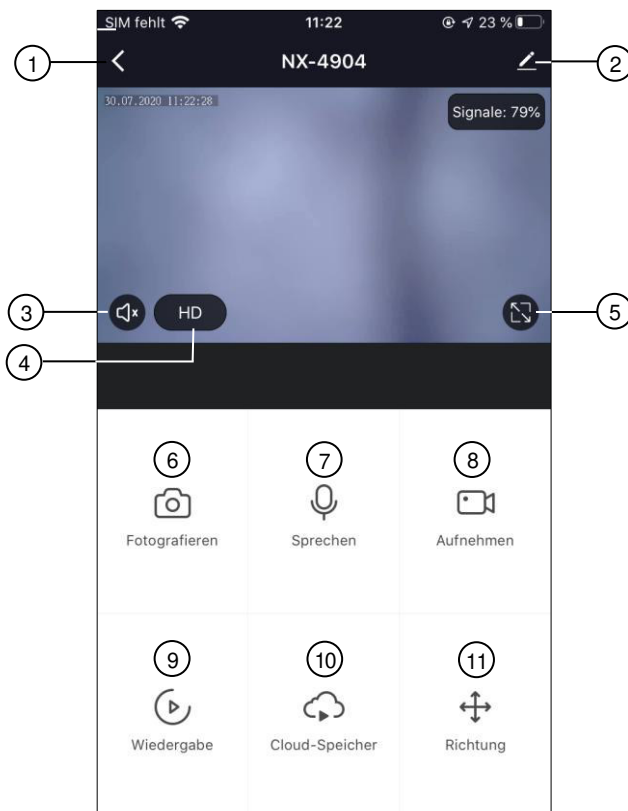 SIM fehlt 11:22 23 %
1 NX-4904 2
30.07.2020 11:22:28 Signale: 79%
3 HD 5
4
6 7 8
Fotografieren Sprechen Aufnehmen
9 10 11
Wiedergabe Cloud-Speicher Richtung